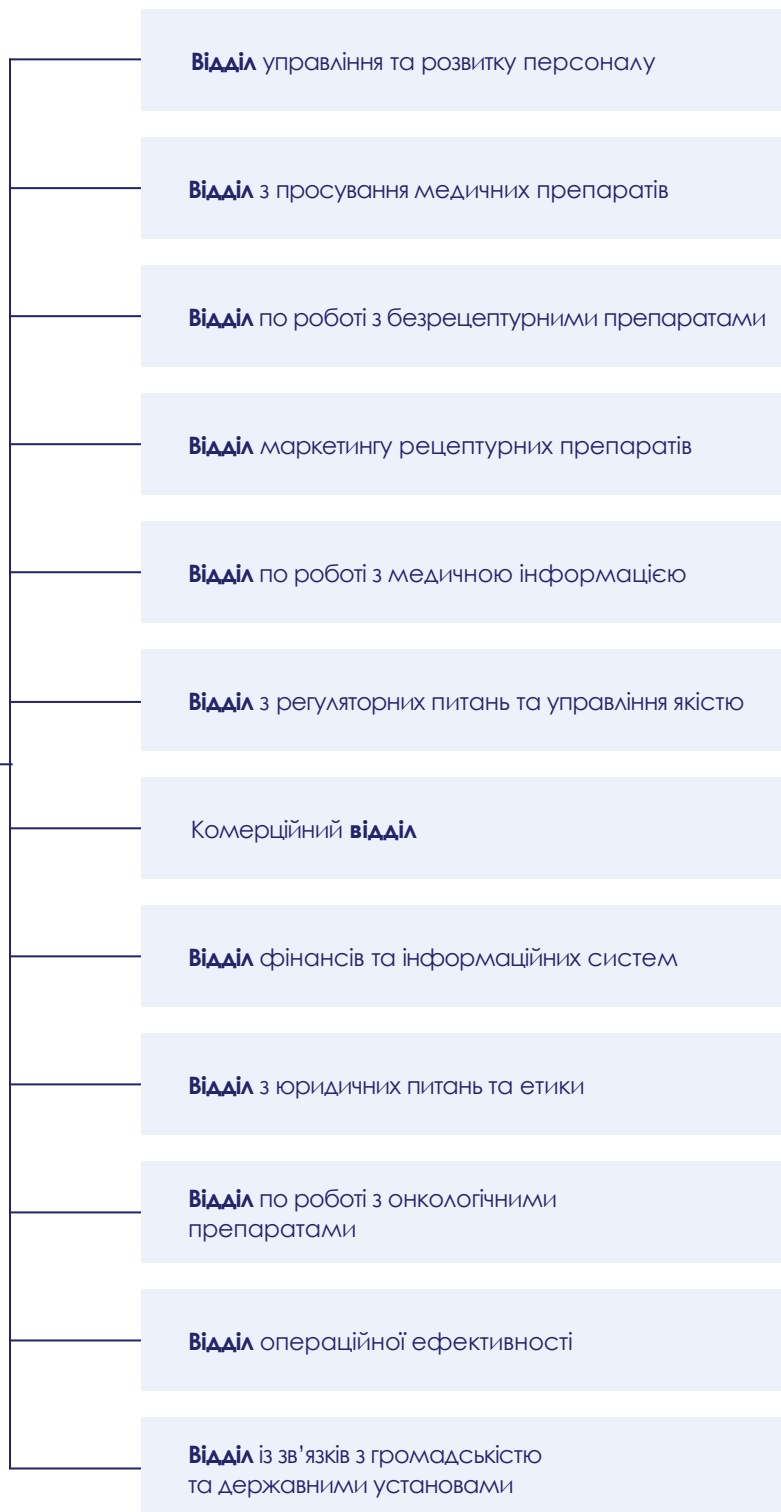 Відділ управління та розвитку персоналу
Відділ з просування медичних препаратів
Відділ по роботі з безрецептурними препаратами
Відділ маркетингу рецептурних препаратів
Відділ по роботі з медичною інформацією
Відділ з регуляторних питань та управління якістю
Комерційний відділ
Відділ фінансів та інформаційних систем
Відділ з юридичних питань та етики
Відділ по роботі з онкологічними
препаратами
Відділ операційної ефективності
Відділ із зв’язків з громадськістю
та державними установами